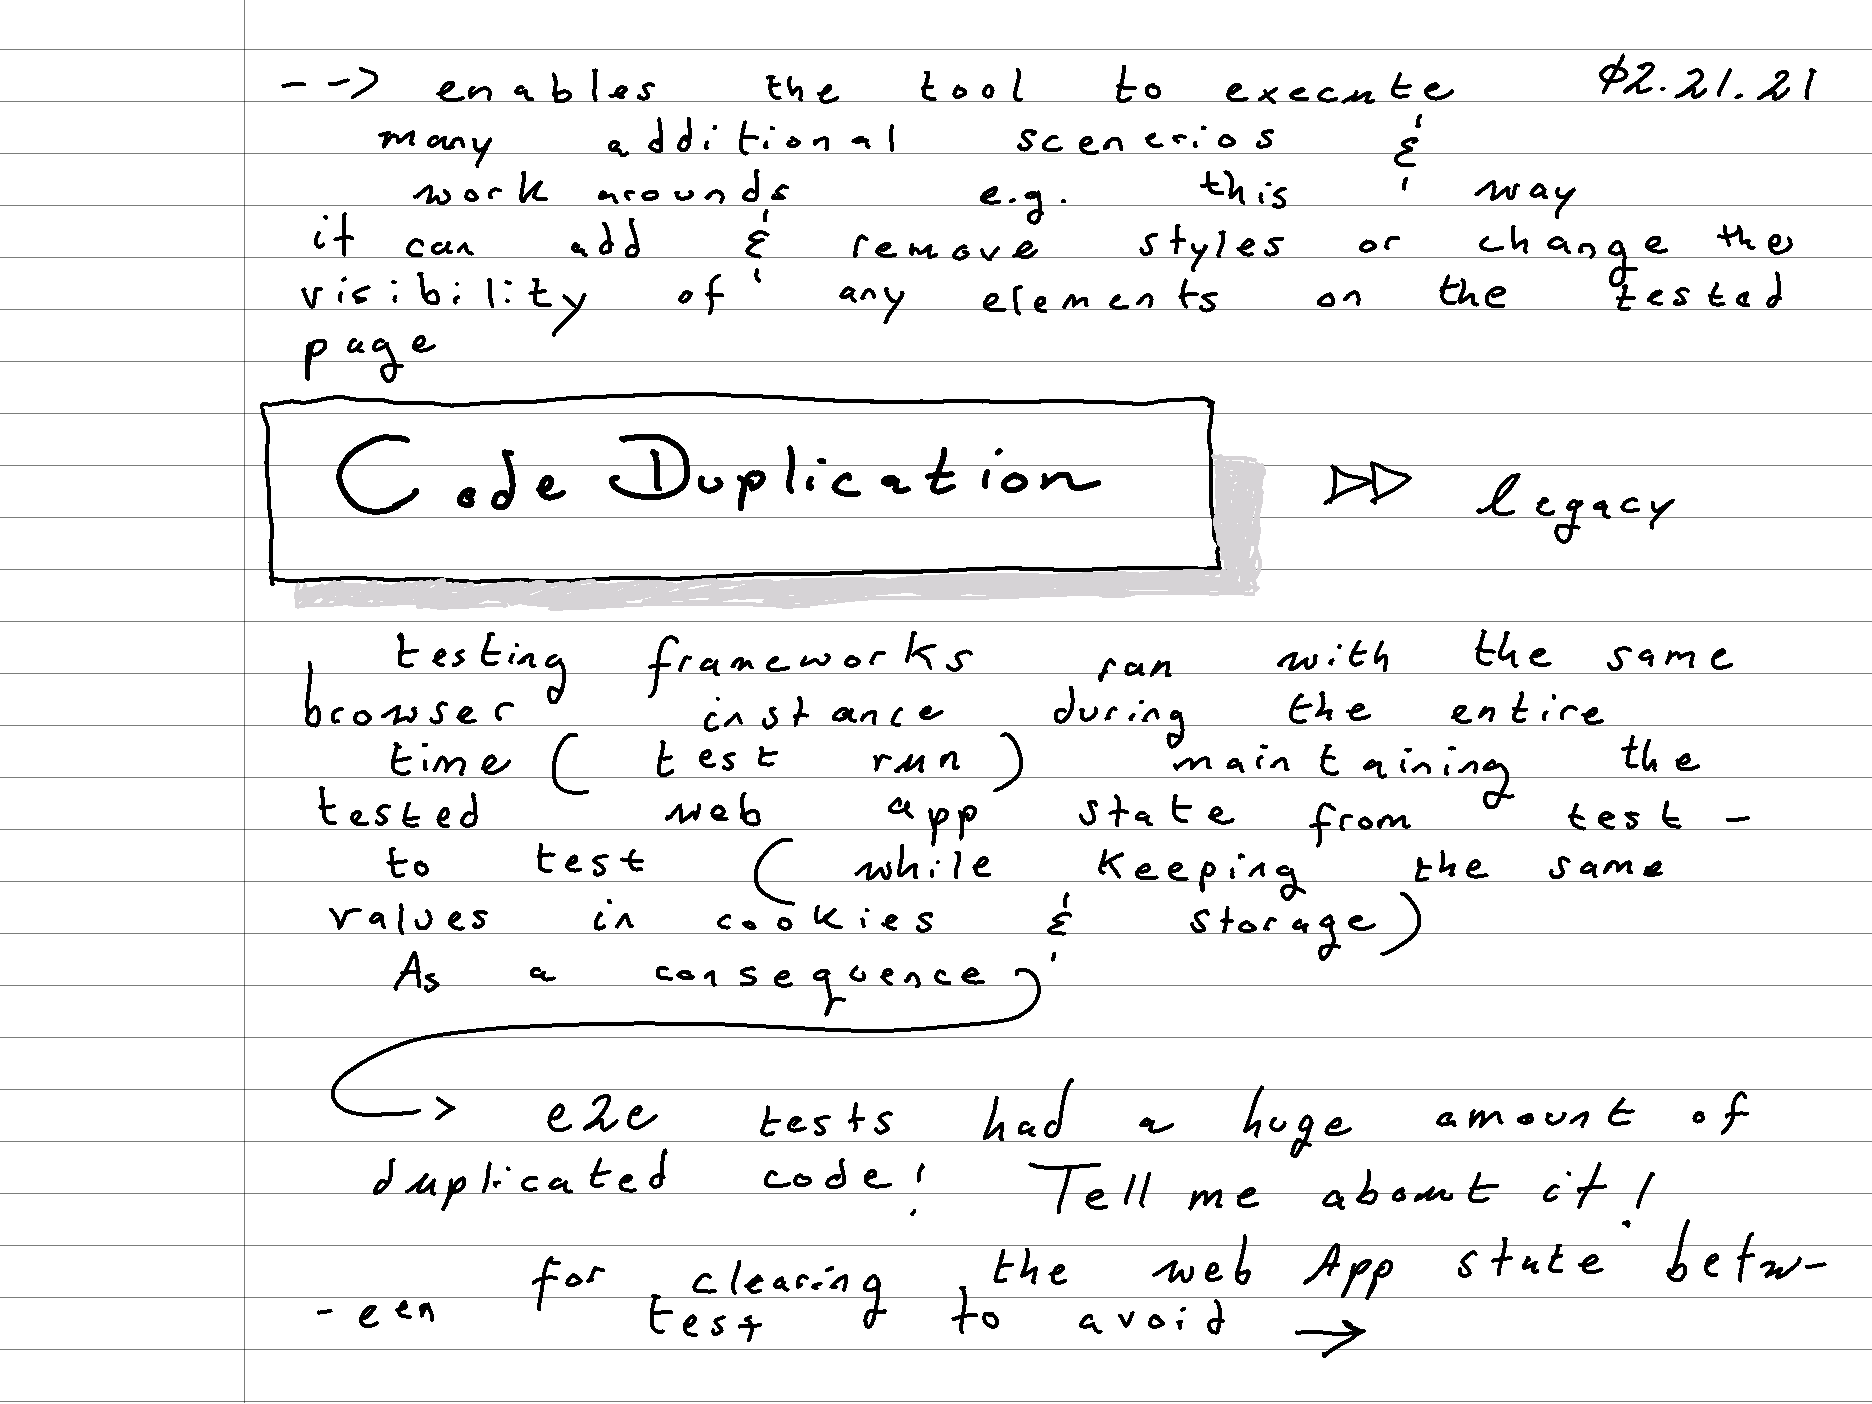 --> enables the tool to execute 02.21.21
many additional scenerios &
work arounds e.g. this way
it can add & remove styles or change the
visibility of any elements on the tested
page
Code Duplication ▷▷ legacy
testing frameworks ran with the same
browser instance during the entire
time ( test run ) maintaining the
tested web app state from test -
to test ( while keeping the same
values in cookies & storage )
As a consequence
> e2e tests had a huge amount of
duplicated code! Tell me about it!
for clearing the web App state betw-
-een test to avoid →